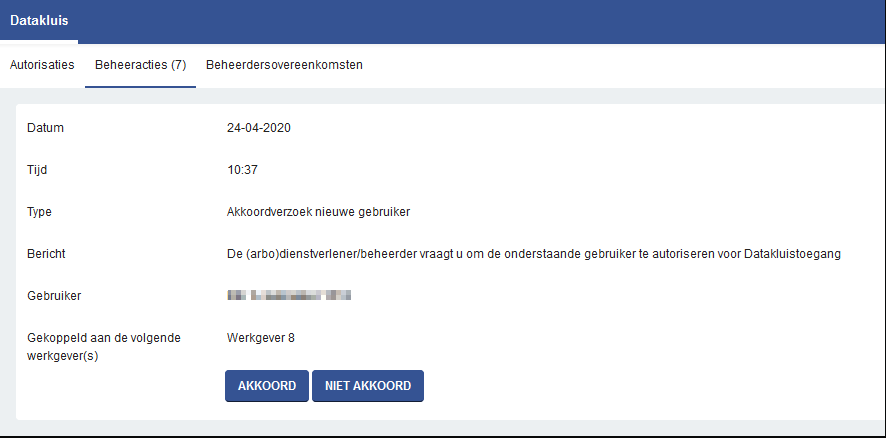 Datakluis
Autorisaties Beheeracties (7) Beheerdersovereenkomsten
Datum 24-04-2020
Tijd 10:37
Type Akkoordverzoek nieuwe gebruiker
Bericht De (arbo)dienstverlener/beheerder vraagt u om de onderstaande gebruiker te autoriseren voor Datakluistoegang
Gebruiker
Gekoppeld aan de volgende Werkgever 8
werkgever(s)
AKKOORD NIET AKKOORD